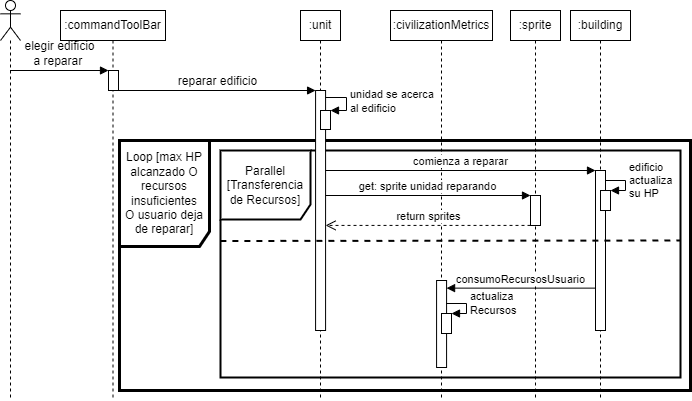 :commandToolBar
:unit
:civilizationMetrics
:sprite
:building
elegir edificio
a reparar
reparar edificio
unidad se acerca
al edificio
Loop [max HP
alcanzado O
recursos
insuficientes
O usuario deja
de reparar]
Parallel
[Transferencia
de Recursos]
comienza a reparar
edificio
actualiza
su HP
get: sprite unidad reparando
return sprites
consumoRecursosUsuario
actualiza
Recursos